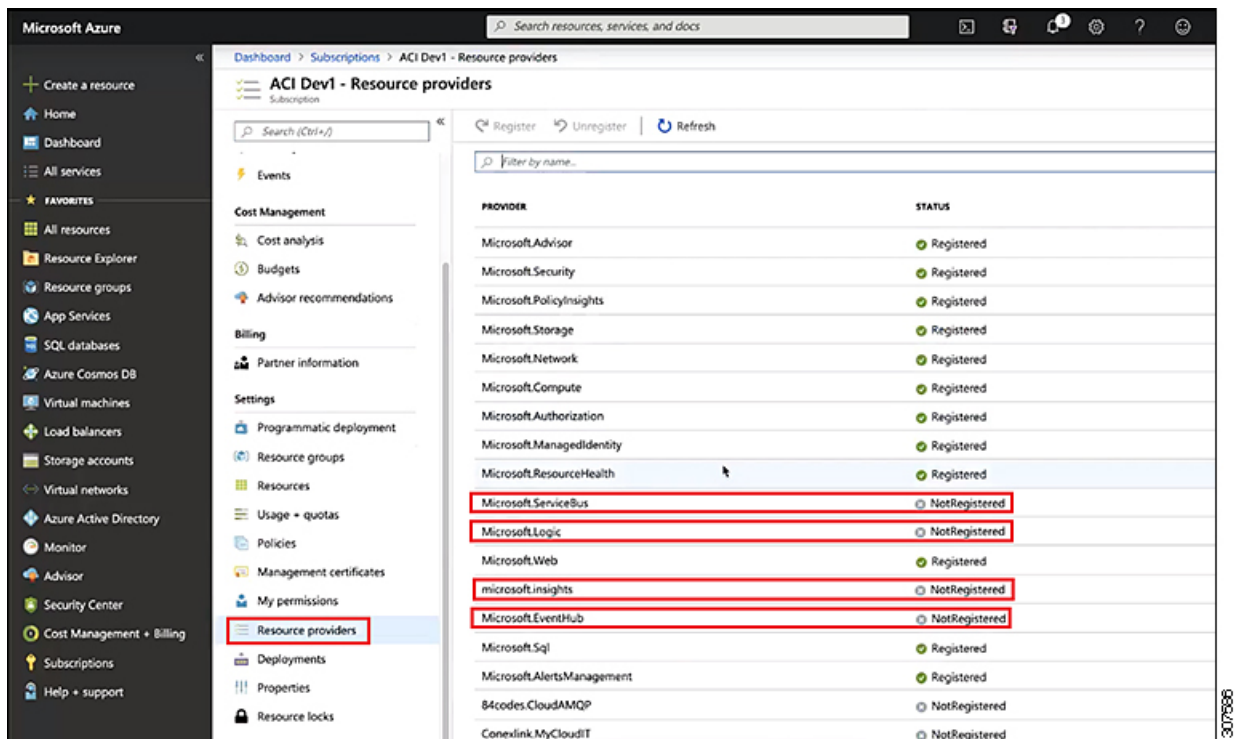 Microsoft Azure
Search resources, services, and docs
1
?
«
Create a resource
Home
Dashboard
All services
FAVORITES
All resources
Resource Explorer
Resource groups
App Services
SQL databases
Azure Cosmos DB
Virtual machines
Load balancers
Storage accounts
Virtual networks
Azure Active Directory
Monitor
Advisor
Security Center
Cost Management + Billing
Subscriptions
Help + support
Dashboard > Subscriptions > ACI Dev1 - Resource providers
ACI Dev1 - Resource providers
Subscription
Search (Ctrl+/)
«
Events
Cost Management
Cost analysis
Budgets
Advisor recommendations
Billing
Partner information
Settings
Programmatic deployment
Resource groups
Resources
Usage + quotas
Policies
Management certificates
My permissions
Resource providers
Deployments
Properties
Resource locks
Register Unregister Refresh
Filter by name...
PROVIDER STATUS
Microsoft.Advisor Registered
Microsoft.Security Registered
Microsoft.PolicyInsights Registered
Microsoft.Storage Registered
Microsoft.Network Registered
Microsoft.Compute Registered
Microsoft.Authorization Registered
Microsoft.ManagedIdentity Registered
Microsoft.ResourceHealth Registered
Microsoft.ServiceBus NotRegistered
Microsoft.Logic NotRegistered
Microsoft.Web Registered
microsoft.insights NotRegistered
Microsoft.EventHub NotRegistered
Microsoft.Sql Registered
Microsoft.AlertsManagement Registered
84codes.CloudAMQP NotRegistered
Conexlink.MyCloudIT NotRegistered
307586